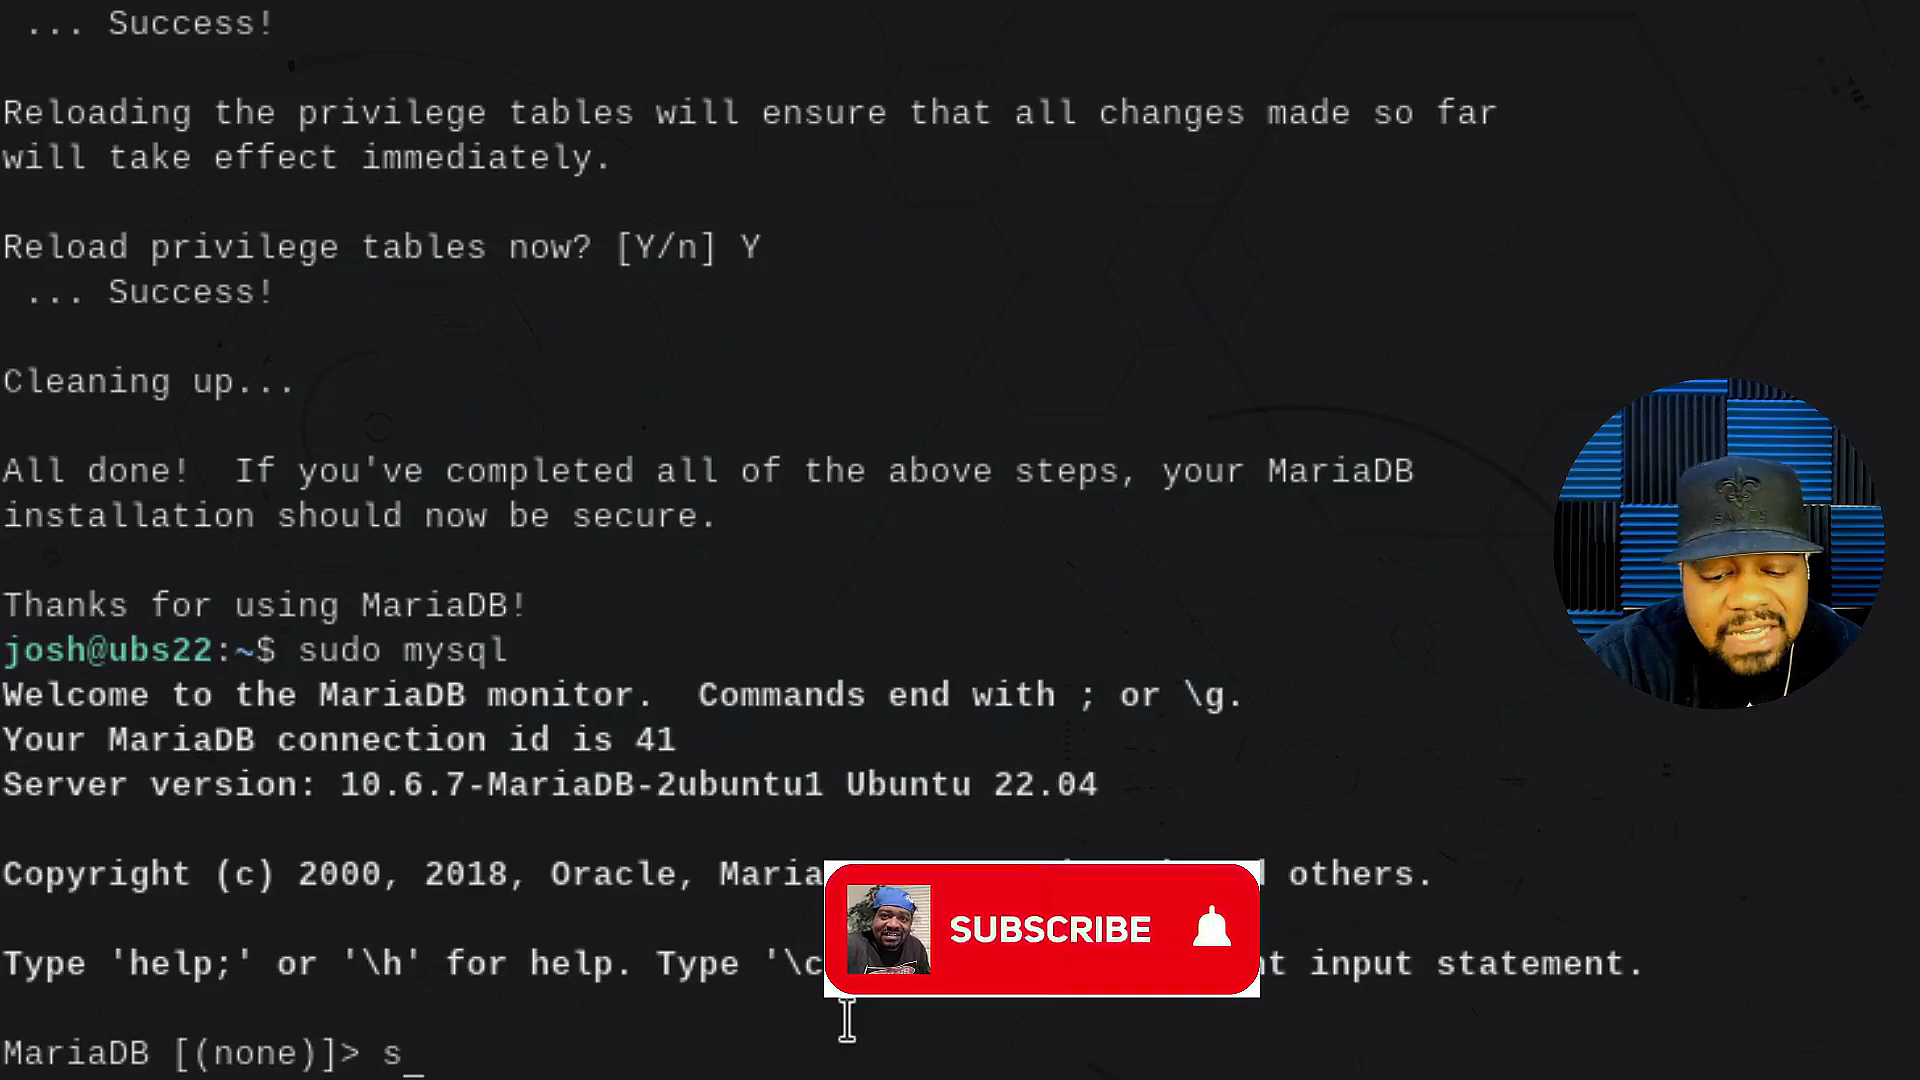 ... Success!
Reloading the privilege tables will ensure that all changes made so far
will take effect immediately.
Reload privilege tables now? [Y/n] Y
... Success!
Cleaning up...
All done!  If you've completed all of the above steps, your MariaDB
installation should now be secure.
Thanks for using MariaDB!
josh@ubs22:~$ sudo mysql
Welcome to the MariaDB monitor.  Commands end with ; or \g.
Your MariaDB connection id is 41
Server version: 10.6.7-MariaDB-2ubuntu1 Ubuntu 22.04
Copyright (c) 2000, 2018, Oracle, Maria others.
SUBSCRIBE
Type 'help;' or '\h' for help. Type '\c input statement.
MariaDB [(none)]> s_
SAINTS